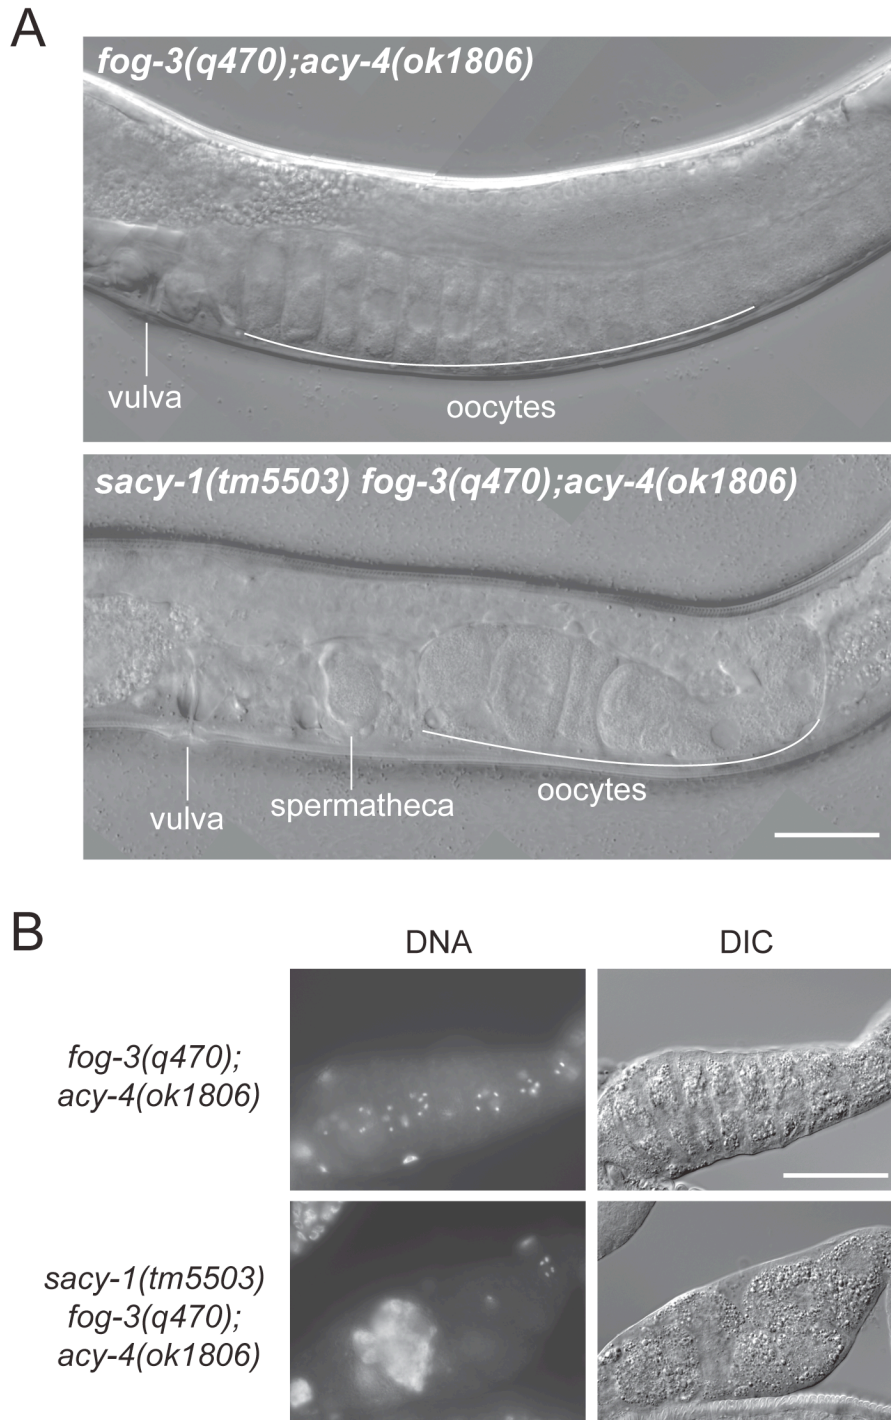 A
fog-3(q470);acy-4(ok1806)
vulva
oocytes
sacy-1(tm5503) fog-3(q470);acy-4(ok1806)
vulva
spermatheca
oocytes
B
DNA
DIC
fog-3(q470);
acy-4(ok1806)
sacy-1(tm5503)
fog-3(q470);
acy-4(ok1806)